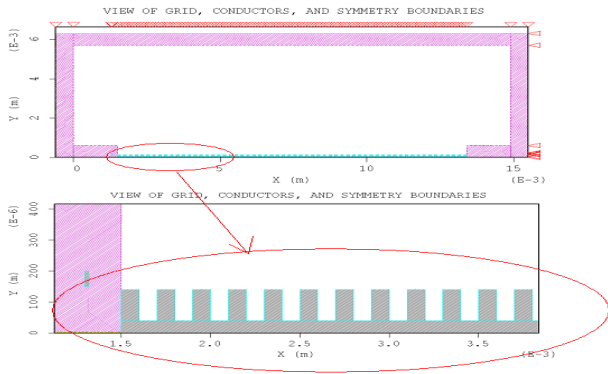 VIEW OF GRID, CONDUCTORS, AND SYMMETRY BOUNDARIES
(E-3)
6
4
2
0
Y (m)
0
5
10
15
X (m)
(E-3)
VIEW OF GRID, CONDUCTORS, AND SYMMETRY BOUNDARIES
(E-6)
400
300
200
100
0
Y (m)
1.5
2.0
2.5
3.0
3.5
X (m)
(E-3)